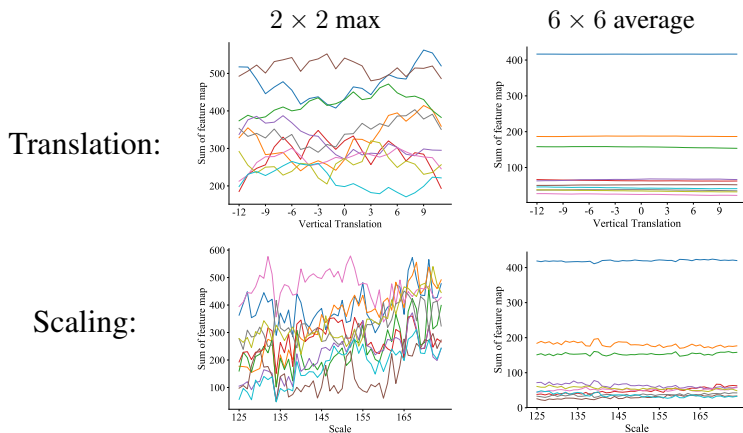 2 × 2 max
6 × 6 average
Translation:
Sum of feature map
500
400
300
200
-12 -9 -6 -3 0 3 6 9
Vertical Translation
Sum of feature map
400
300
200
100
-12 -9 -6 -3 0 3 6 9
Vertical Translation
Scaling:
Sum of feature map
600
500
400
300
200
100
125 135 145 155 165
Scale
Sum of feature map
400
300
200
100
0
125 135 145 155 165
Scale